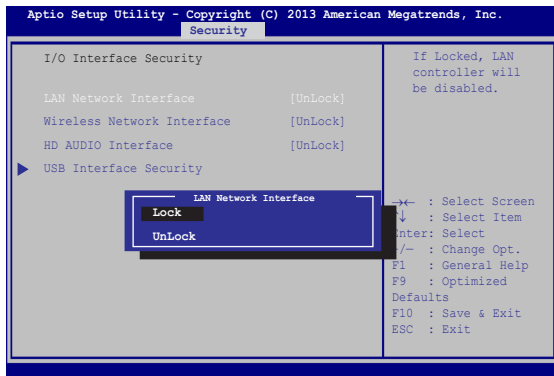 Aptio Setup Utility - Copyright (C) 2013 American Megatrends, Inc.
Security
I/O Interface Security
LAN Network Interface [UnLock]
Wireless Network Interface [UnLock]
HD AUDIO Interface [UnLock]
USB Interface Security
LAN Network Interface
Lock
UnLock
If Locked, LAN
controller will
be disabled.
→← : Select Screen
↓ : Select Item
nter: Select
/— : Change Opt.
F1 : General Help
F9 : Optimized
Defaults
F10 : Save & Exit
ESC : Exit